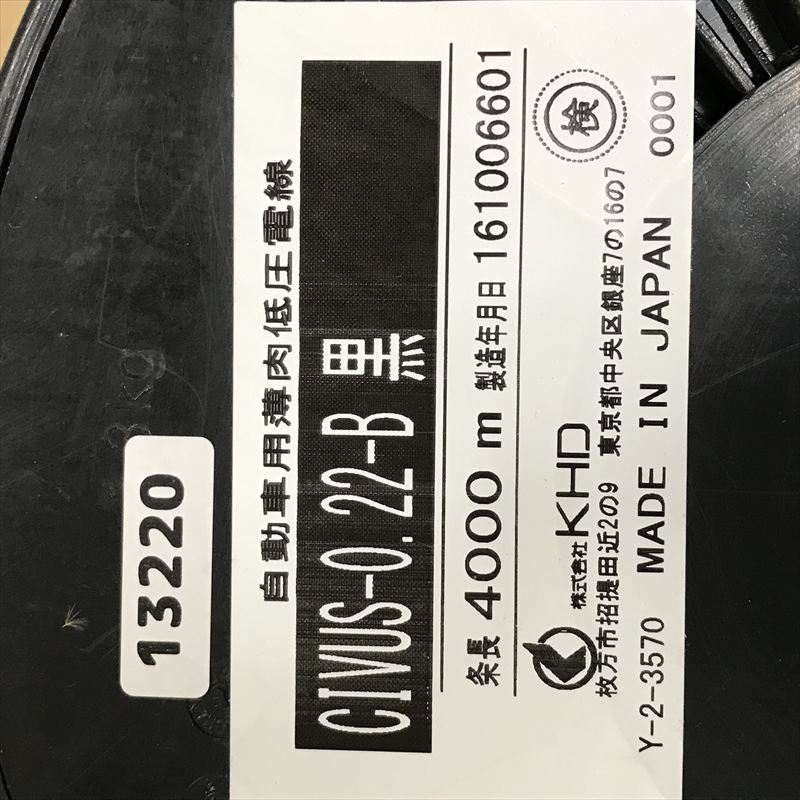 13220
自動車用薄肉低圧電線
CIVUS-0.22-B 黒
条長 4000 m 製造年月日 161006601
株式会社KHD 検
枚方市招提田近2の9 東京都中央区銀座7の16の7
Y-2-3570 MADE IN JAPAN 0001